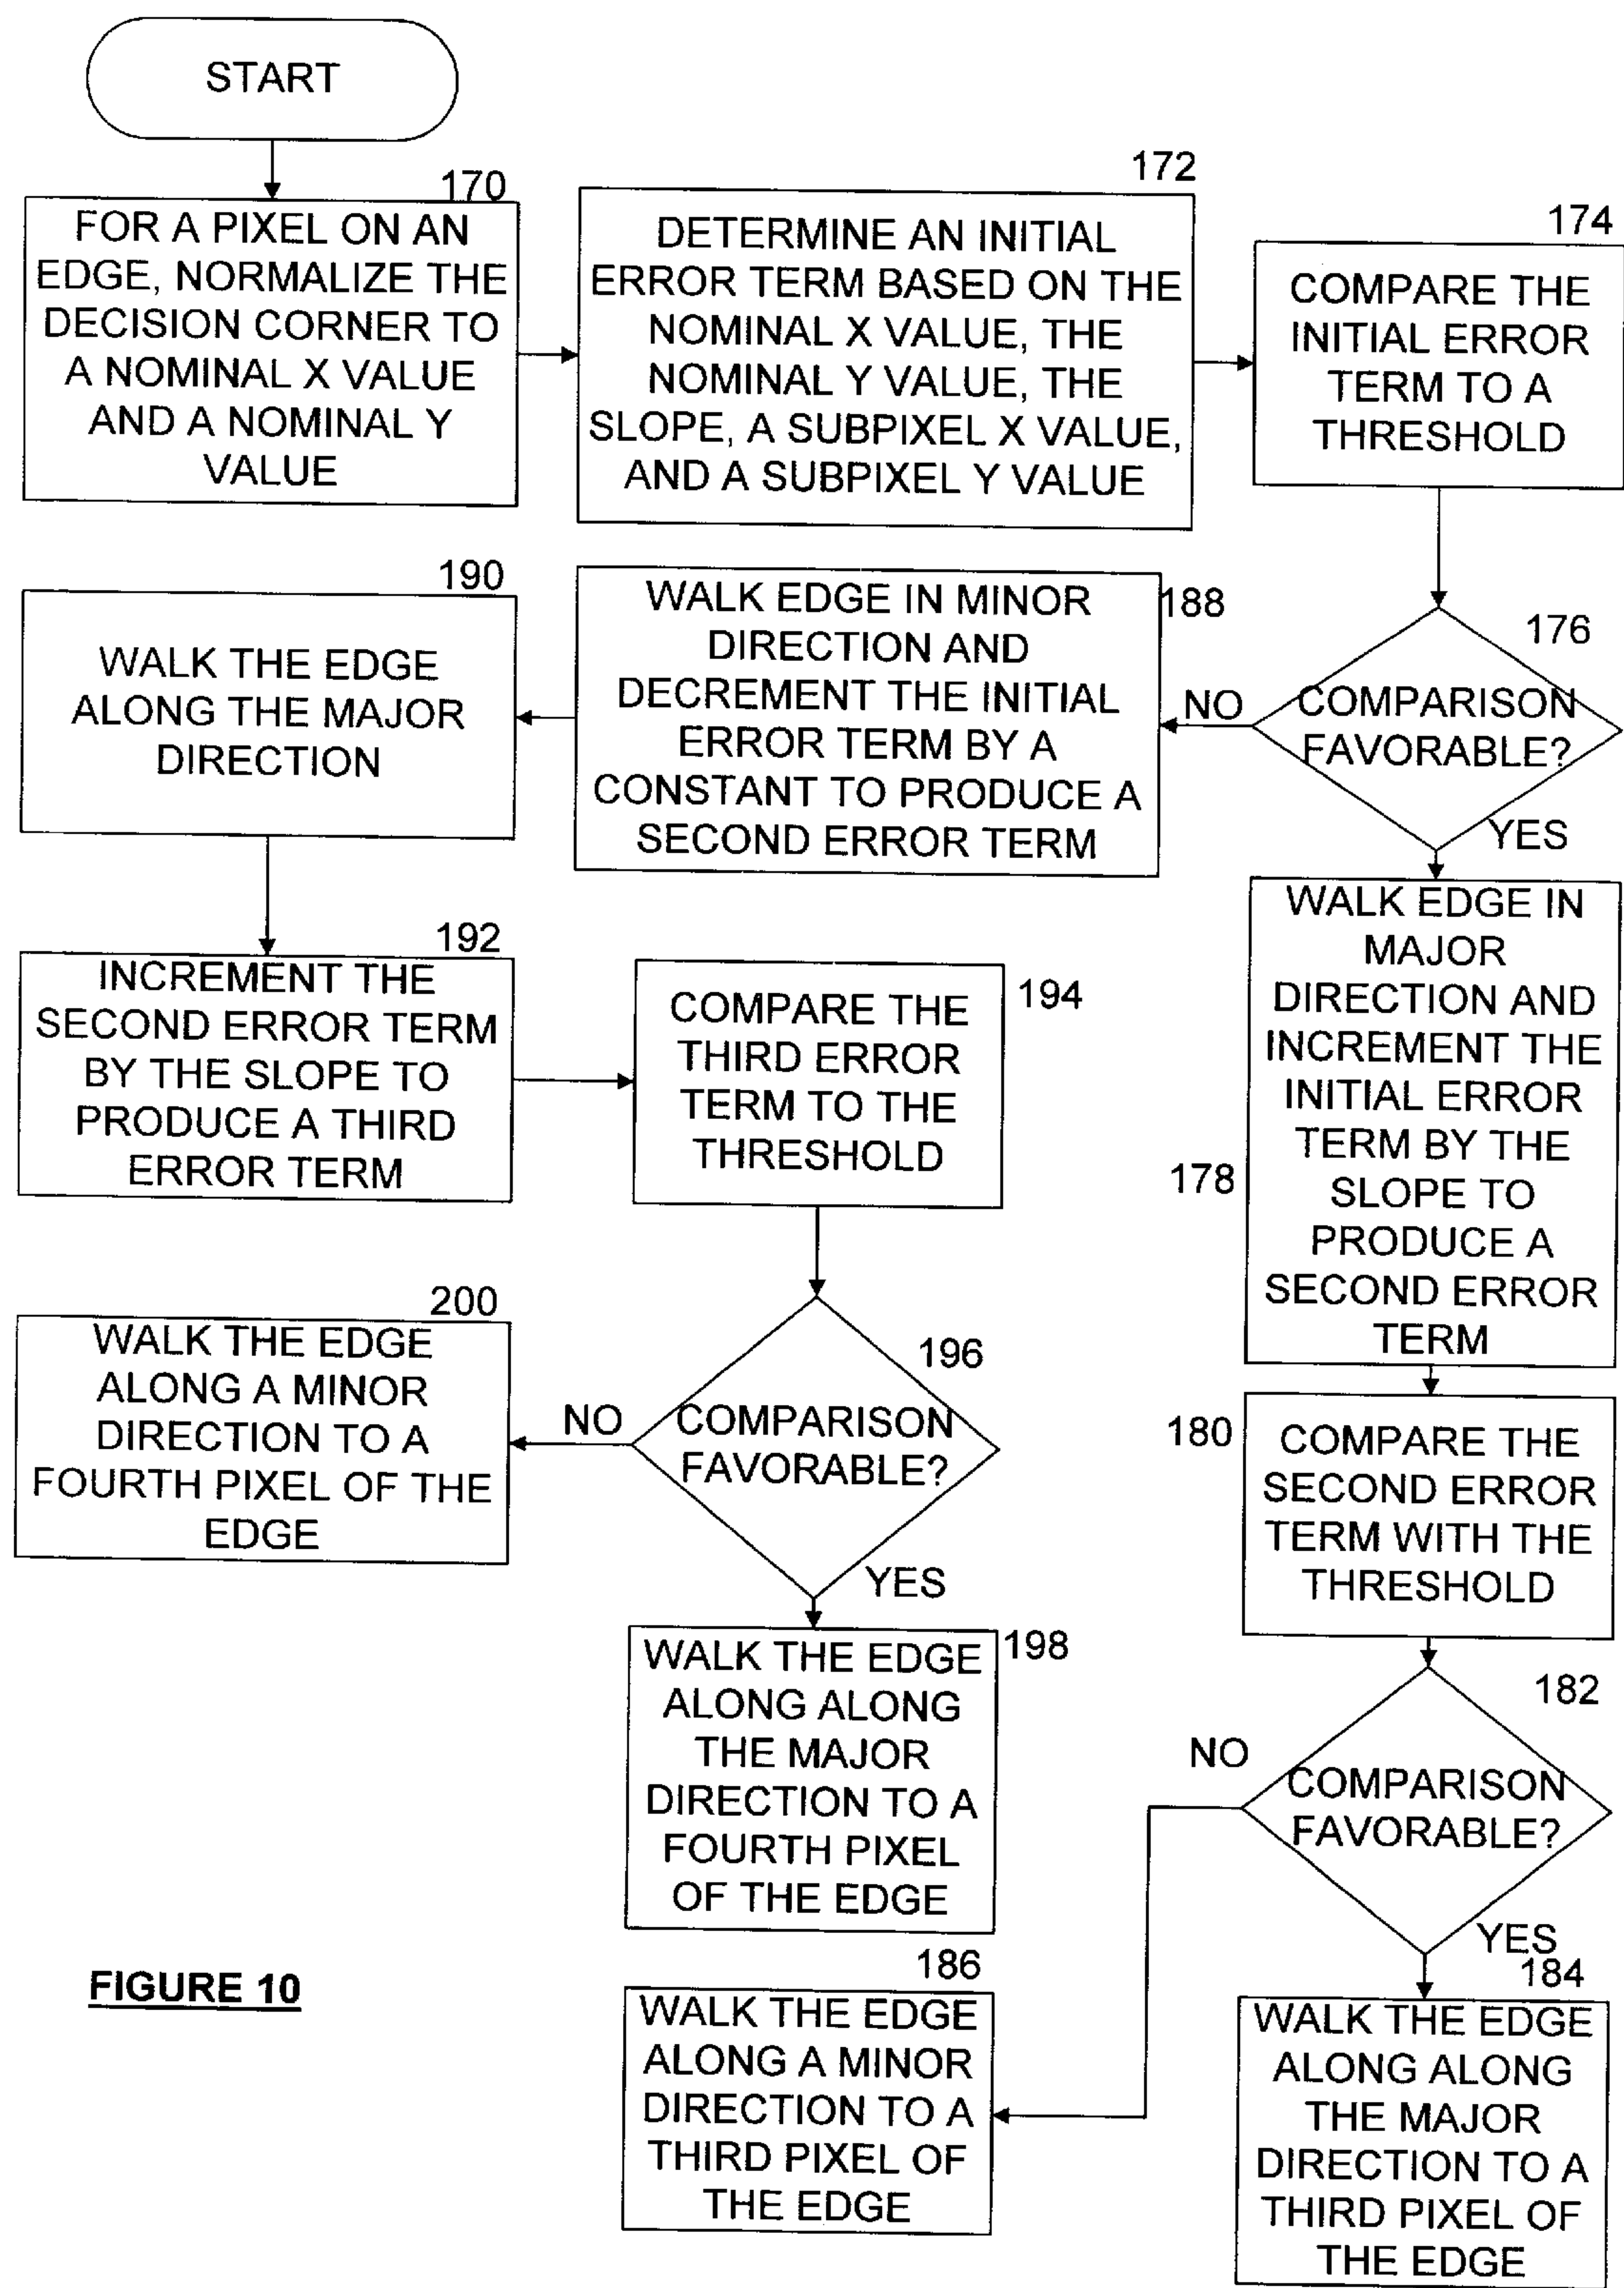 START
170
FOR A PIXEL ON AN
EDGE, NORMALIZE THE
DECISION CORNER TO
A NOMINAL X VALUE
AND A NOMINAL Y
VALUE
172
DETERMINE AN INITIAL
ERROR TERM BASED ON THE
NOMINAL X VALUE, THE
NOMINAL Y VALUE, THE
SLOPE, A SUBPIXEL X VALUE,
AND A SUBPIXEL Y VALUE
174
COMPARE THE
INITIAL ERROR
TERM TO A
THRESHOLD
176
COMPARISON
FAVORABLE?
NO
YES
188
WALK EDGE IN MINOR
DIRECTION AND
DECREMENT THE INITIAL
ERROR TERM BY A
CONSTANT TO PRODUCE A
SECOND ERROR TERM
190
WALK THE EDGE
ALONG THE MAJOR
DIRECTION
192
INCREMENT THE
SECOND ERROR TERM
BY THE SLOPE TO
PRODUCE A THIRD
ERROR TERM
194
COMPARE THE
THIRD ERROR
TERM TO THE
THRESHOLD
196
COMPARISON
FAVORABLE?
NO
YES
200
WALK THE EDGE
ALONG A MINOR
DIRECTION TO A
FOURTH PIXEL OF THE
EDGE
198
WALK THE EDGE
ALONG ALONG
THE MAJOR
DIRECTION TO A
FOURTH PIXEL
OF THE EDGE
178
WALK EDGE IN
MAJOR
DIRECTION AND
INCREMENT THE
INITIAL ERROR
TERM BY THE
SLOPE TO
PRODUCE A
SECOND ERROR
TERM
180
COMPARE THE
SECOND ERROR
TERM WITH THE
THRESHOLD
182
COMPARISON
FAVORABLE?
NO
YES
186
WALK THE EDGE
ALONG A MINOR
DIRECTION TO A
THIRD PIXEL OF
THE EDGE
184
WALK THE EDGE
ALONG ALONG
THE MAJOR
DIRECTION TO A
THIRD PIXEL OF
THE EDGE
FIGURE 10